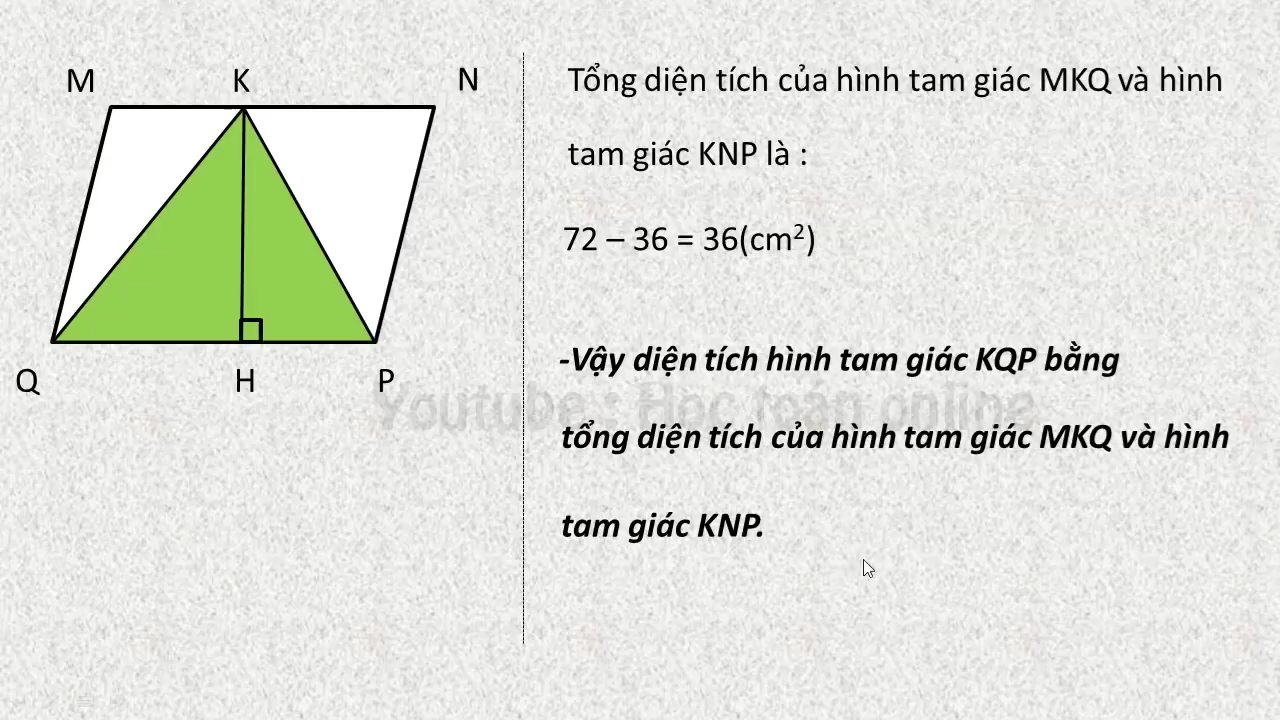 M K N
Q H P
Tổng diện tích của hình tam giác MKQ và hình
tam giác KNP là :
72 – 36 = 36(cm²)
-Vậy diện tích hình tam giác KQP bằng
Youtube : Học toán online
tổng diện tích của hình tam giác MKQ và hình
tam giác KNP.